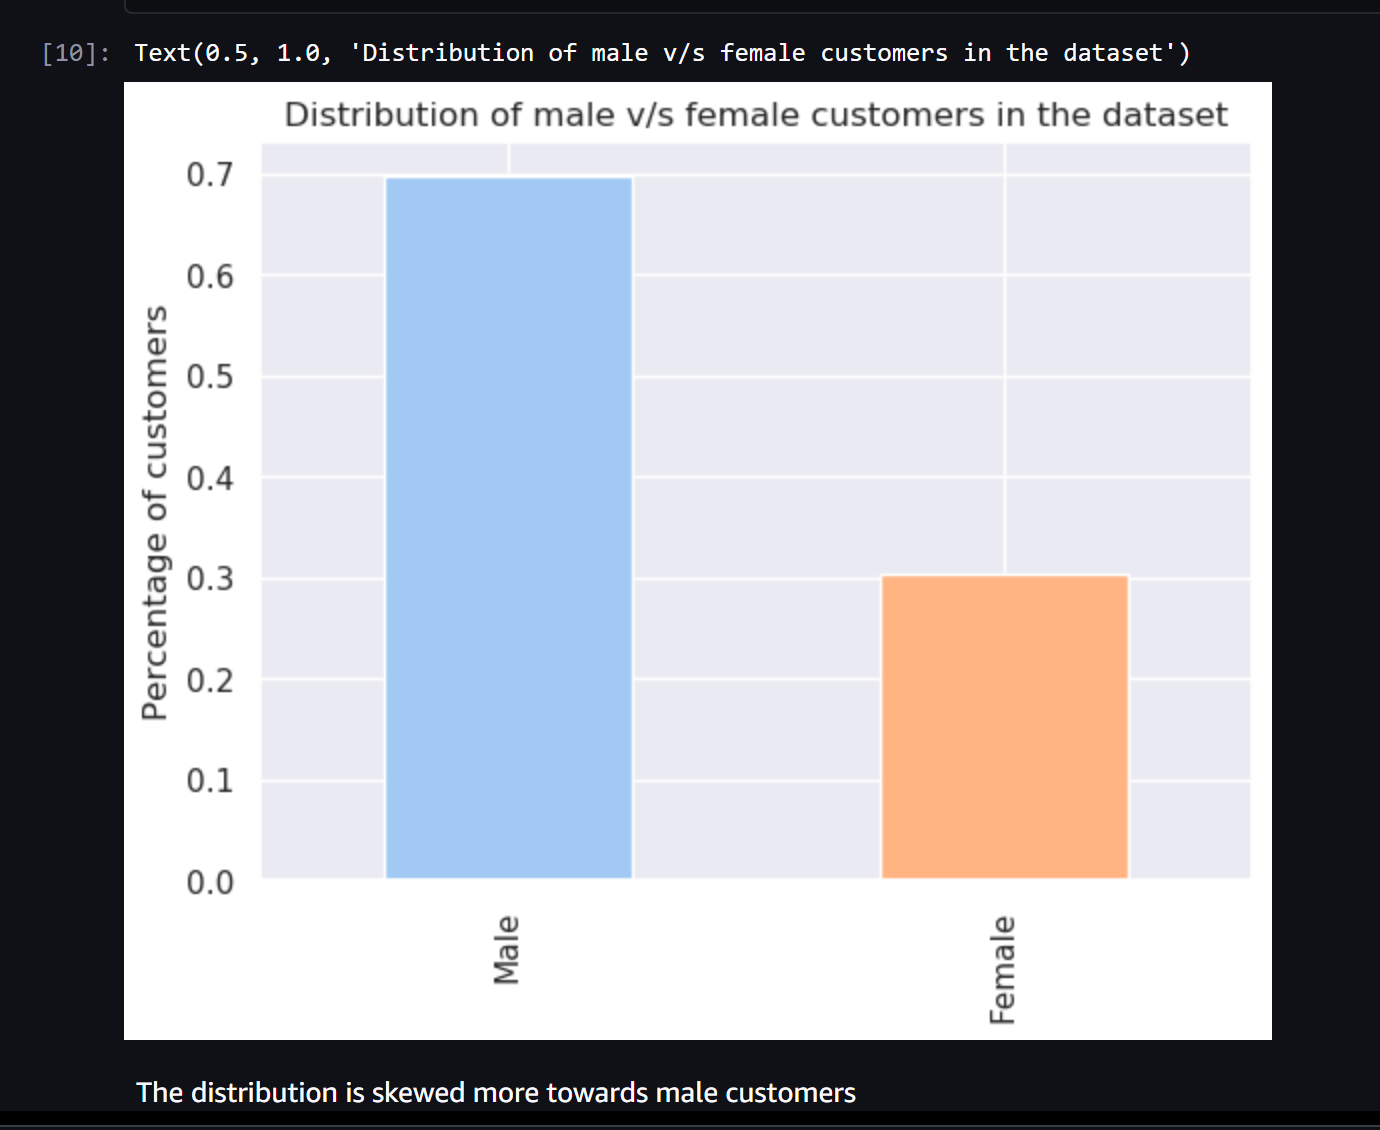 [10]: Text(0.5, 1.0, 'Distribution of male v/s female customers in the dataset')
Distribution of male v/s female customers in the dataset
Percentage of customers
0.7
0.6
0.5
0.4
0.3
0.2
0.1
0.0
Male
Female
The distribution is skewed more towards male customers